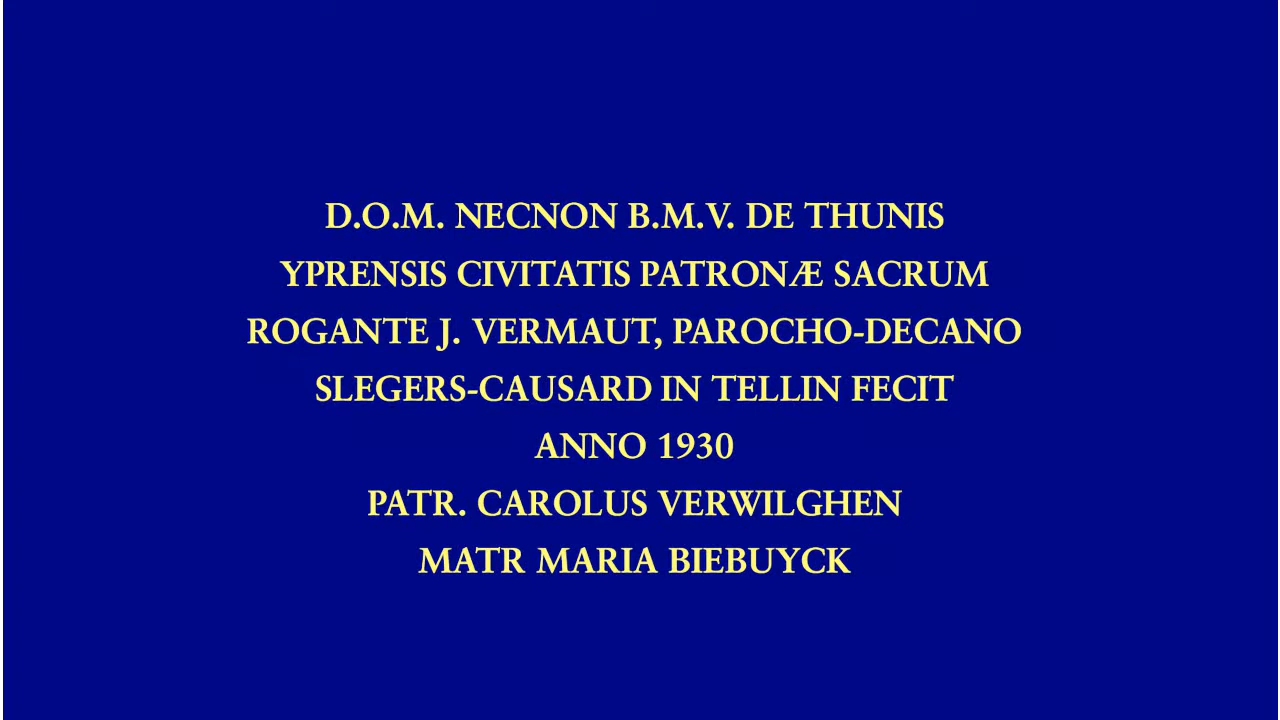 D.O.M. NECNON B.M.V. DE THUNIS
YPRENSIS CIVITATIS PATRONÆ SACRUM
ROGANTE J. VERMAUT, PAROCHO-DECANO
SLEGERS-CAUSARD IN TELLIN FECIT
ANNO 1930
PATR. CAROLUS VERWILGHEN
MATR MARIA BIEBUYCK